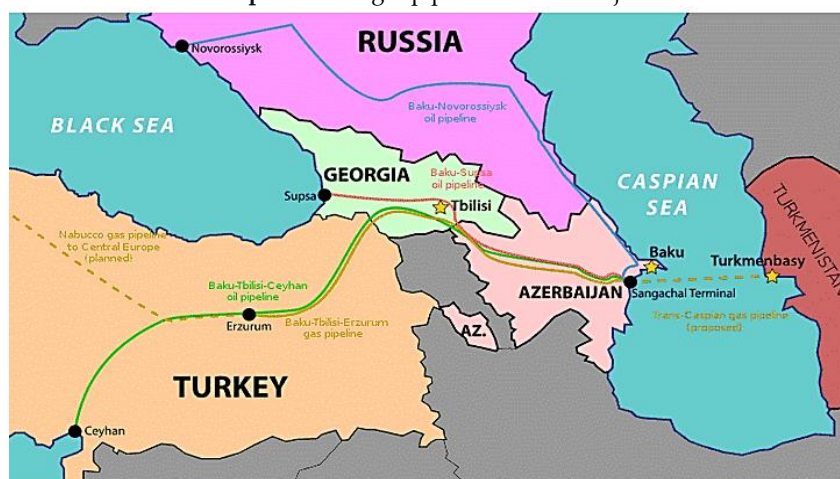 Novorossiysk
RUSSIA
Baku-Novorossiysk
oil pipeline
BLACK SEA
GEORGIA
Baku-Supsa
oil pipeline
CASPIAN
SEA
TURKMENISTAN
Supsa
Tbilisi
Nabucco gas pipeline
to Central Europe
(planned)
Baku
Turkmenbasy
Baku-Tbilisi-Ceyhan
oil pipeline
AZERBAIJAN
Sangachal Terminal
Erzurum
Baku-Tbilisi-Erzurum
gas pipeline
AZ.
Trans-Caspian gas pipeline
(proposed)
TURKEY
Ceyhan